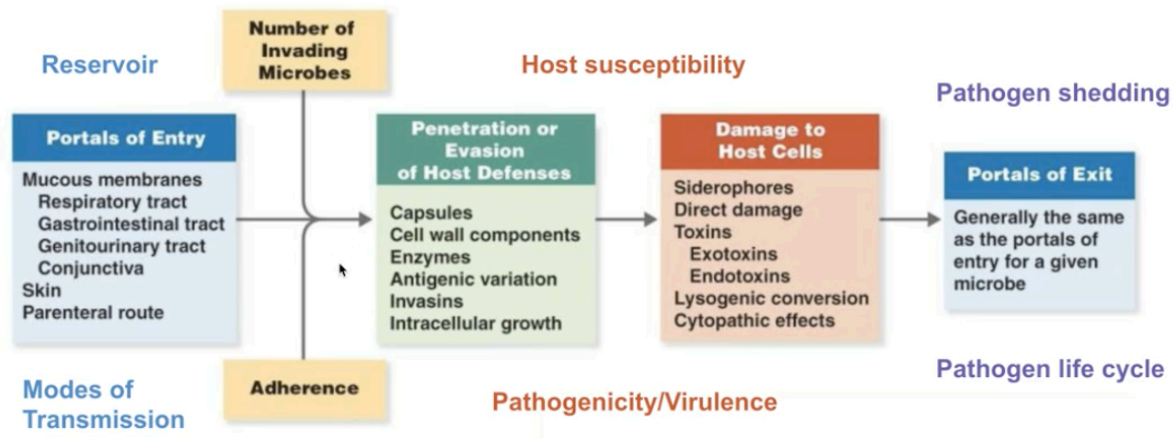 Number of
Invading
Microbes
Reservoir
Host susceptibility
Pathogen shedding
Portals of Entry
Mucous membranes
Respiratory tract
Gastrointestinal tract
Genitourinary tract
Conjunctiva
Skin
Parenteral route
Penetration or
Evasion
of Host Defenses
Capsules
Cell wall components
Enzymes
Antigenic variation
Invasins
Intracellular growth
Damage to
Host Cells
Siderophores
Direct damage
Toxins
Exotoxins
Endotoxins
Lysogenic conversion
Cytopathic effects
Portals of Exit
Generally the same
as the portals of
entry for a given
microbe
Modes of
Transmission
Adherence
Pathogenicity/Virulence
Pathogen life cycle